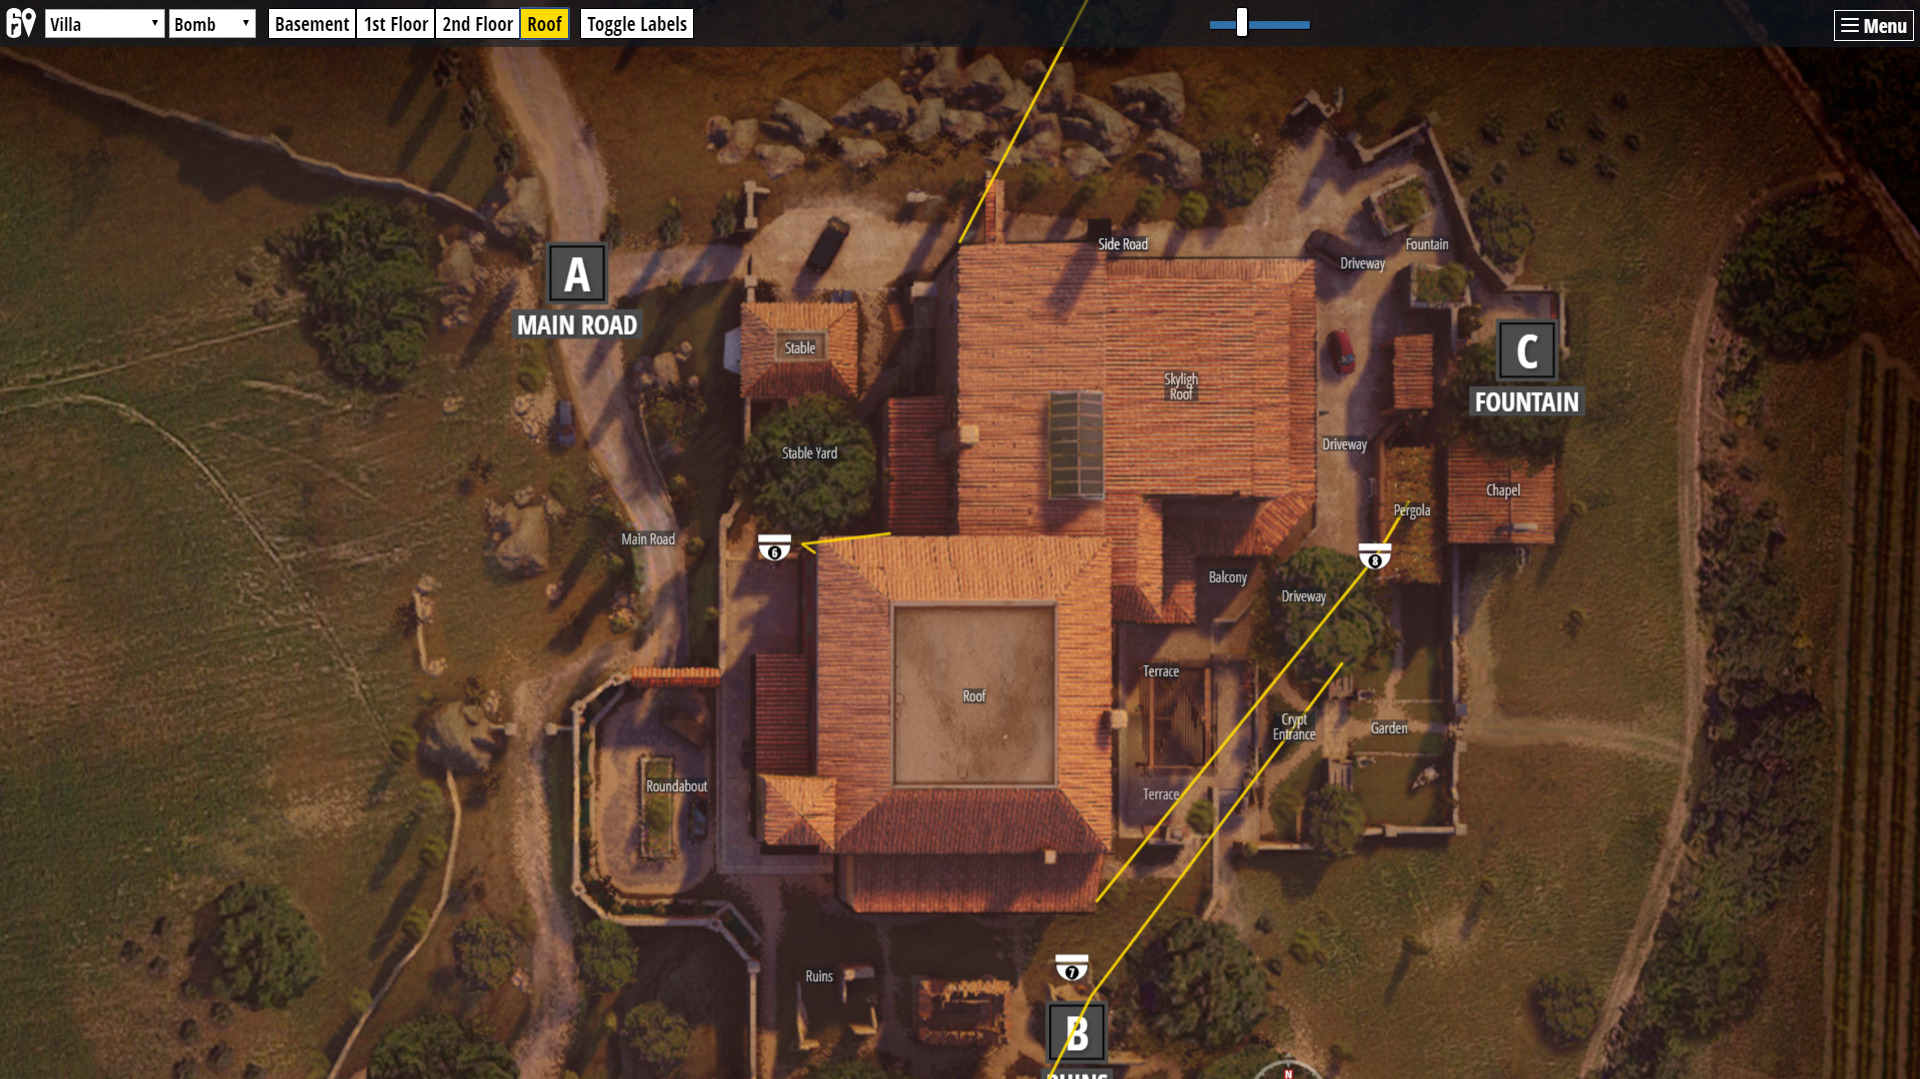 Villa
Bomb
Basement
1st Floor
2nd Floor
Roof
Toggle Labels
Menu
Side Road
Fountain
Driveway
A
MAIN ROAD
Stable
C
FOUNTAIN
Skyligh
Roof
Driveway
Stable Yard
Chapel
Pergola
Main Road
6
8
Balcony
Driveway
Terrace
Roof
Crypt
Entrance
Garden
Roundabout
Terrace
7
Ruins
B
RUINS
N